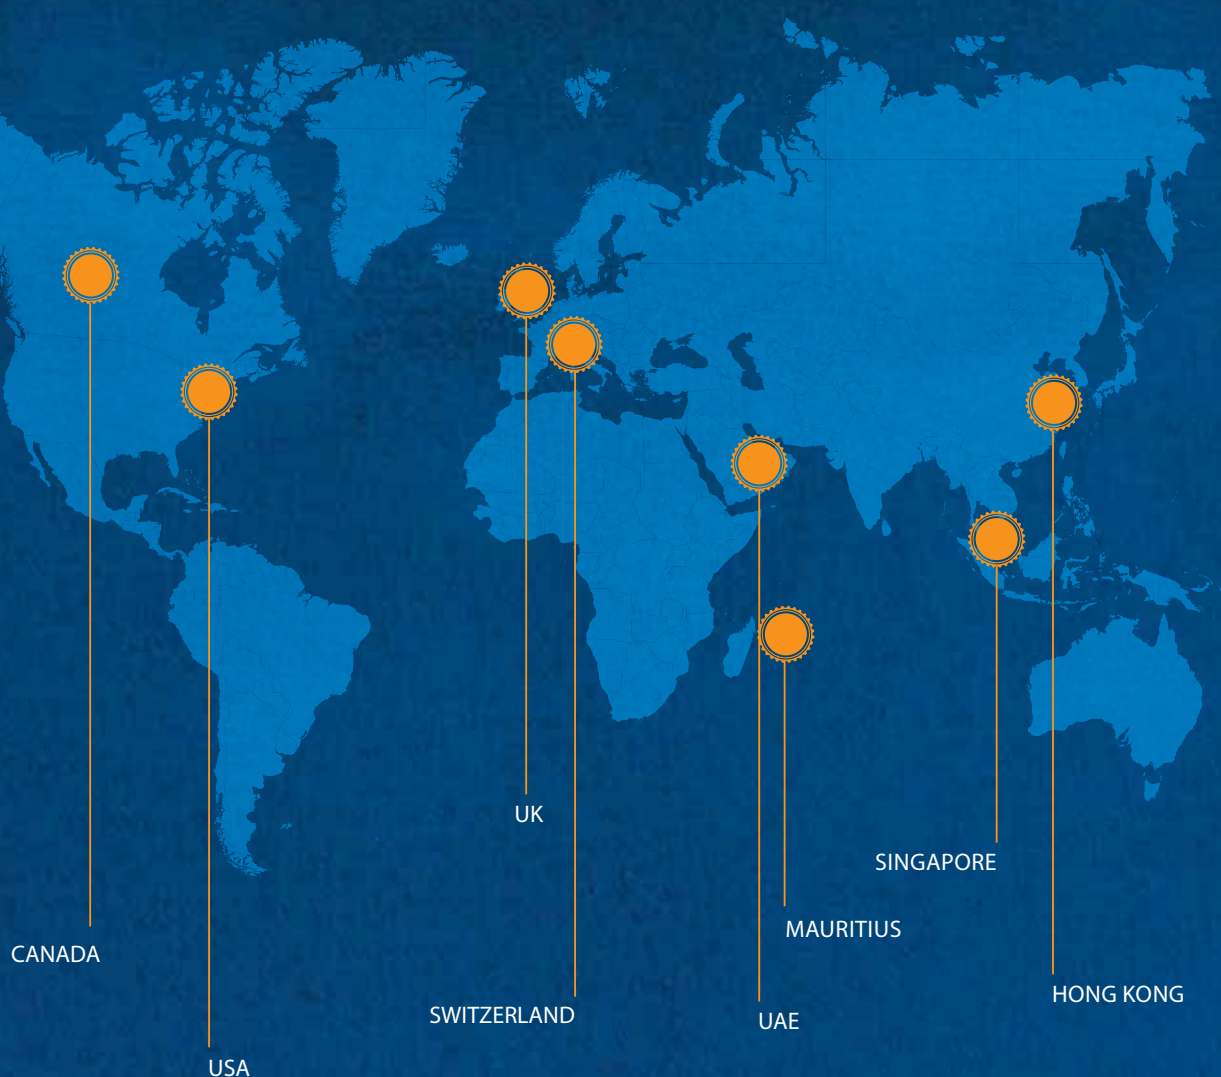 UK
SINGAPORE
MAURITIUS
CANADA
HONG KONG
SWITZERLAND
UAE
USA